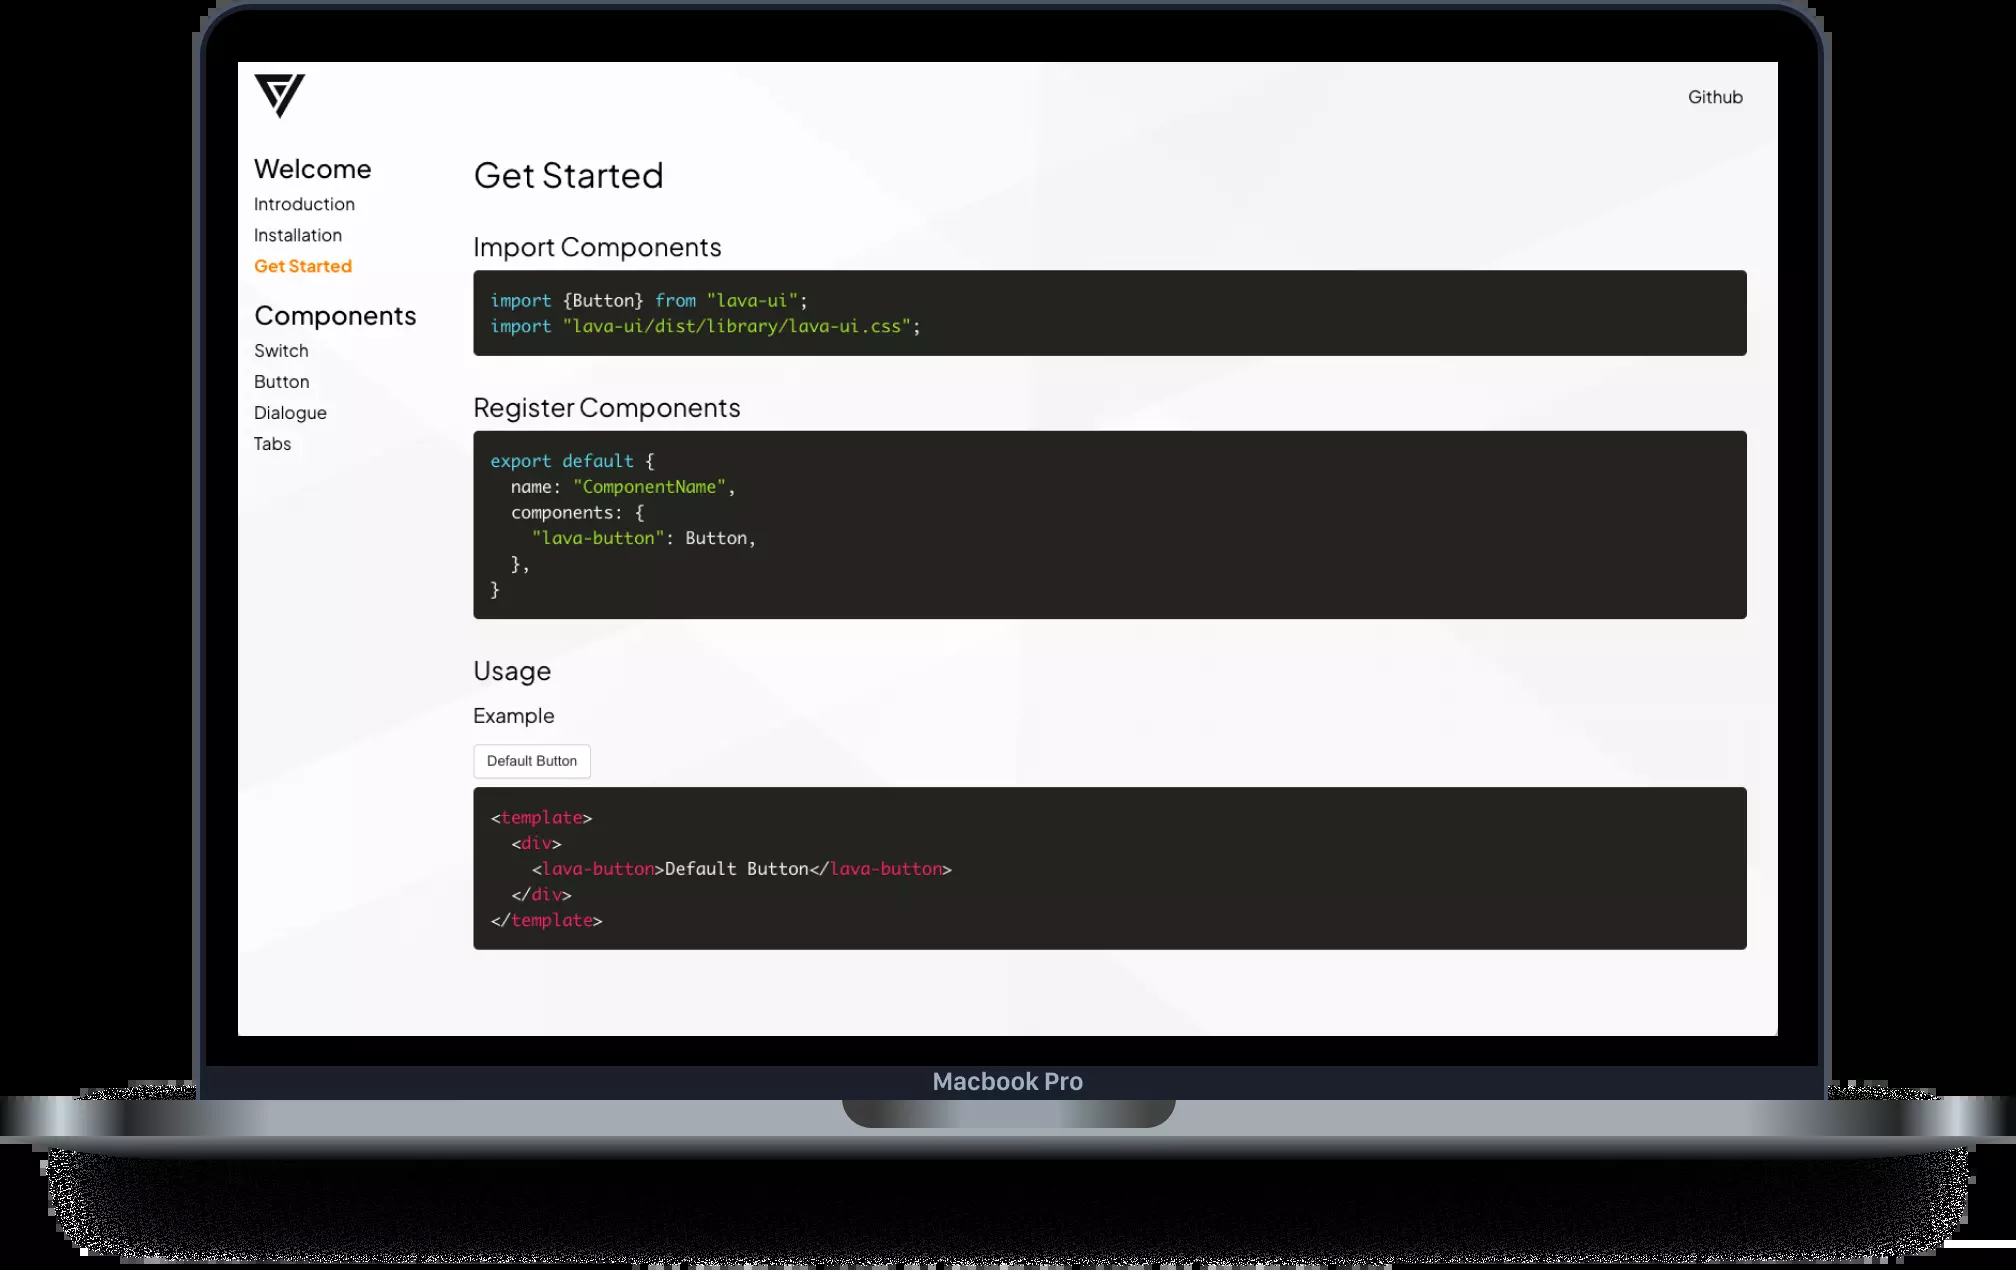 Github
Welcome
Introduction
Installation
Get Started
Components
Switch
Button
Dialogue
Tabs
Get Started
Import Components
import {Button} from "lava-ui";
import "lava-ui/dist/library/lava-ui.css";
Register Components
export default {
  name: "ComponentName",
  components: {
    "lava-button": Button,
  },
}
Usage
Example
Default Button
<template>
  <div>
    <lava-button>Default Button</lava-button>
  </div>
</template>
Macbook Pro